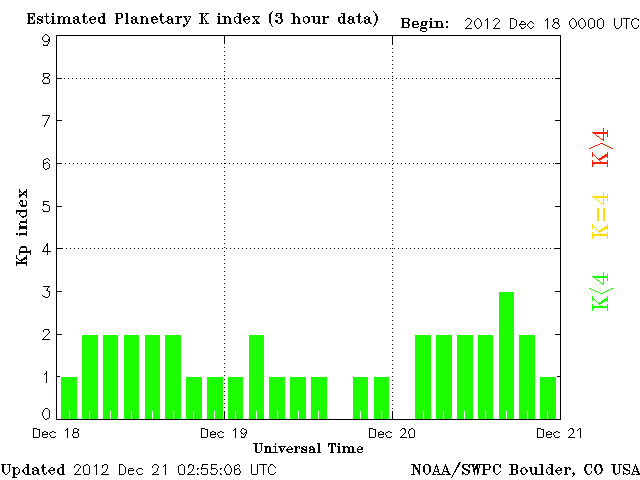 Estimated Planetary K index (3 hour data) Begin: 2012 Dec 18 0000 UTC
9
8
7
6
5
4
3
2
1
0
Kp index
K>4
K=4
K<4
Dec 18 Dec 19 Dec 20 Dec 21
Universal Time
Updated 2012 Dec 21 02:55:06 UTC NOAA/SWPC Boulder, CO USA